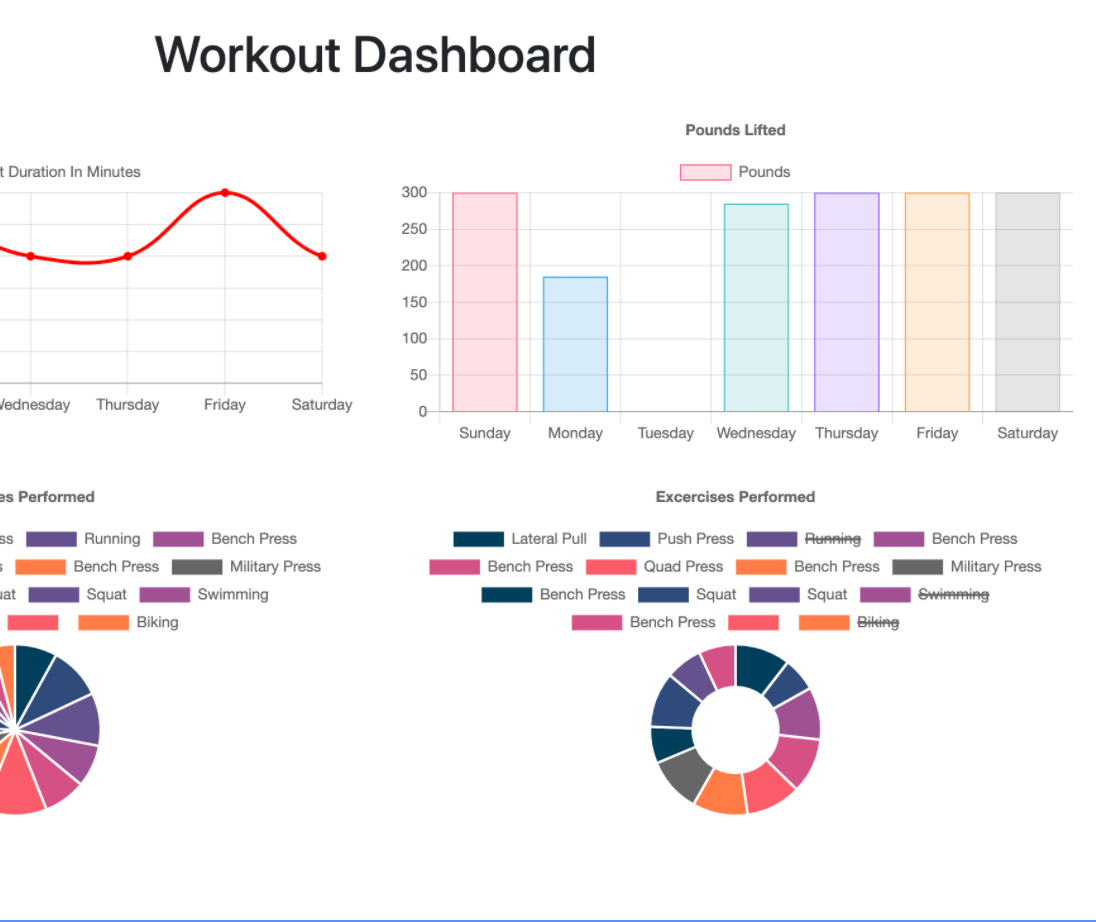 Workout Dashboard
t Duration In Minutes
Wednesday Thursday Friday Saturday
Pounds Lifted
Pounds
300
250
200
150
100
50
0
Sunday Monday Tuesday Wednesday Thursday Friday Saturday
es Performed
ss Running Bench Press
s Bench Press Military Press
uat Squat Swimming
Biking
Excercises Performed
Lateral Pull Push Press Running Bench Press
Bench Press Quad Press Bench Press Military Press
Bench Press Squat Squat Swimming
Bench Press Biking